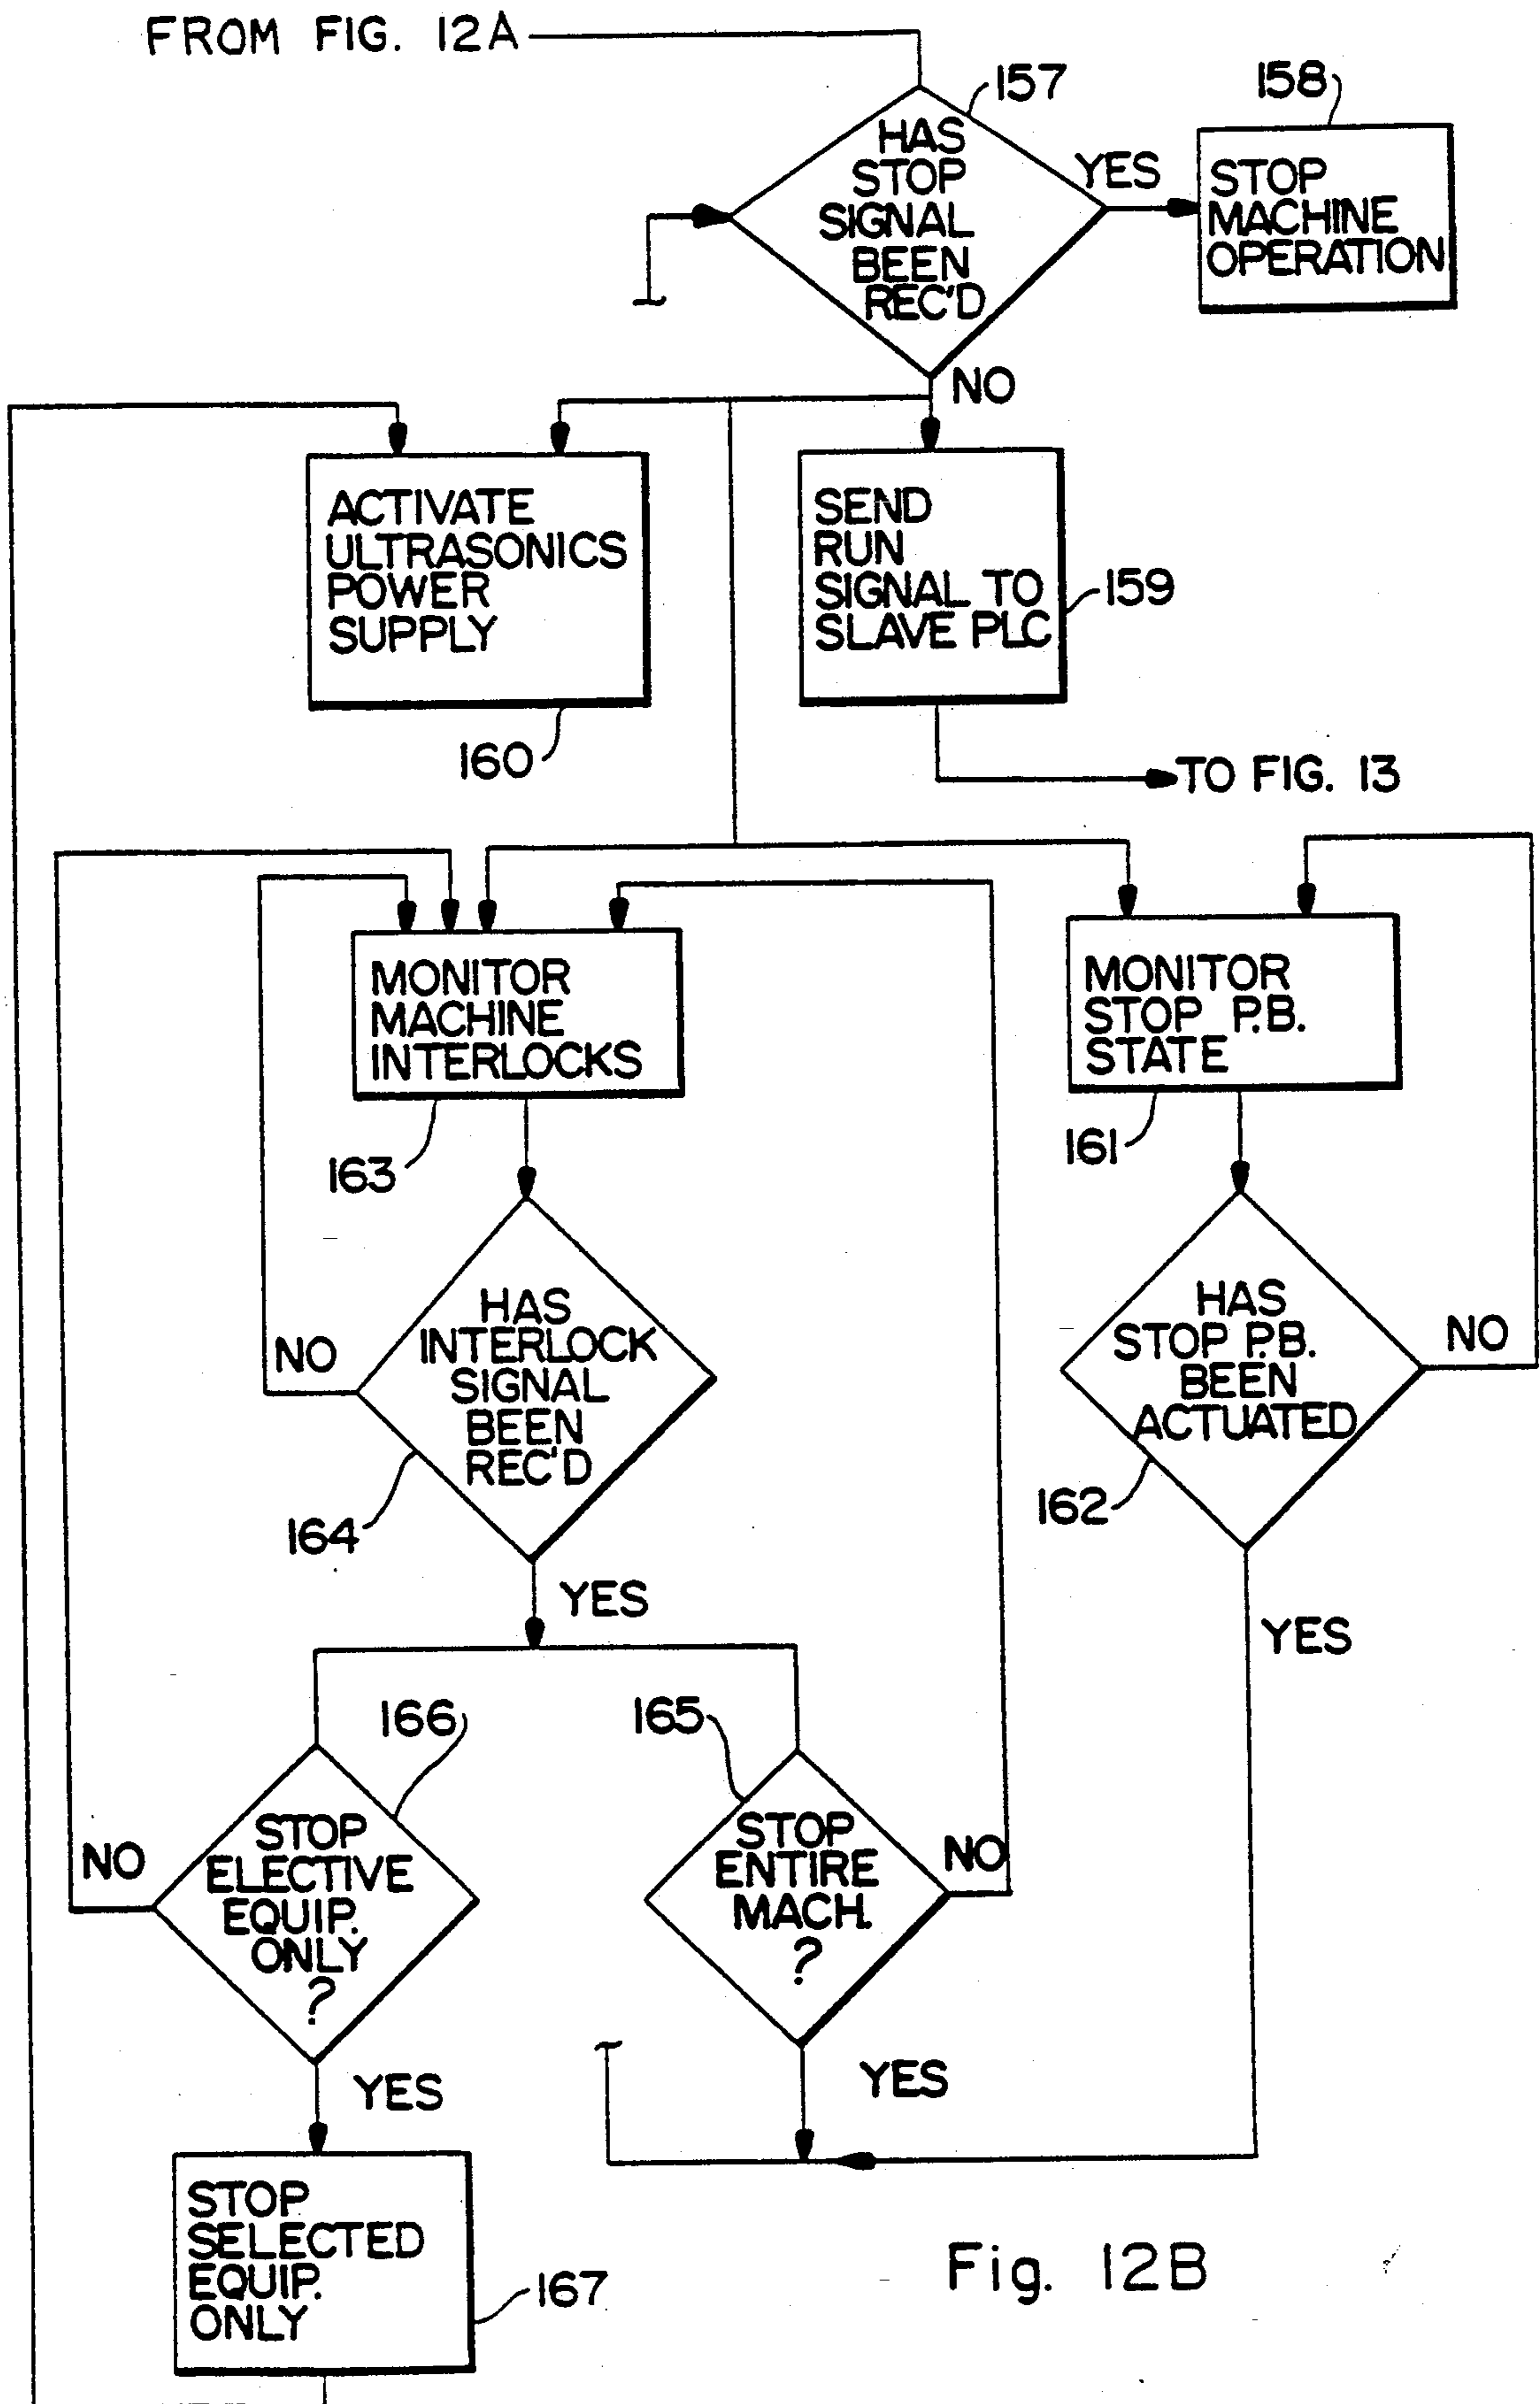 FROM FIG. 12A
157
158
HAS
STOP
SIGNAL
BEEN
REC'D
YES
STOP
MACHINE
OPERATION
NO
ACTIVATE
ULTRASONICS
POWER
SUPPLY
160
SEND
RUN
SIGNAL TO
SLAVE PLC
159
TO FIG. 13
MONITOR
MACHINE
INTERLOCKS
163
MONITOR
STOP P.B.
STATE
161
HAS
INTERLOCK
SIGNAL
BEEN
REC'D
NO
164
YES
HAS
STOP P.B.
BEEN
ACTUATED
NO
162
YES
166
165
STOP
ELECTIVE
EQUIP.
ONLY
?
NO
YES
STOP
ENTIRE
MACH.
?
NO
YES
STOP
SELECTED
EQUIP.
ONLY
167
Fig. 12B